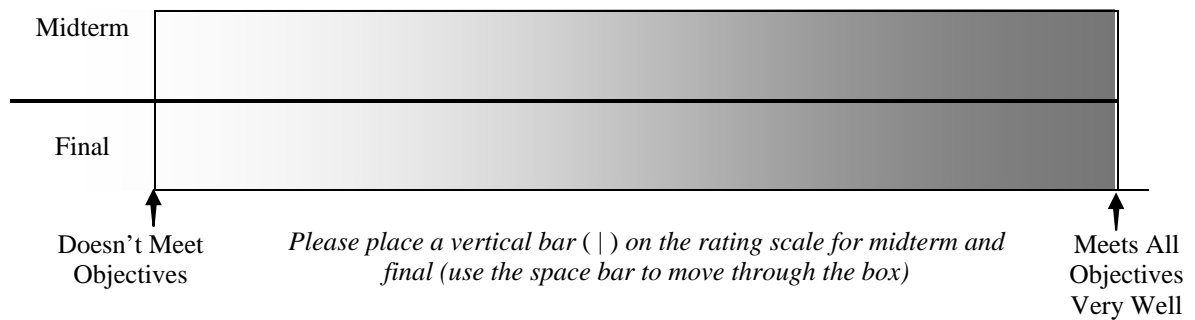 Midterm
Final
Doesn’t Meet
Objectives
Please place a vertical bar ( | ) on the rating scale for midterm and
final (use the space bar to move through the box)
Meets All
Objectives
Very Well